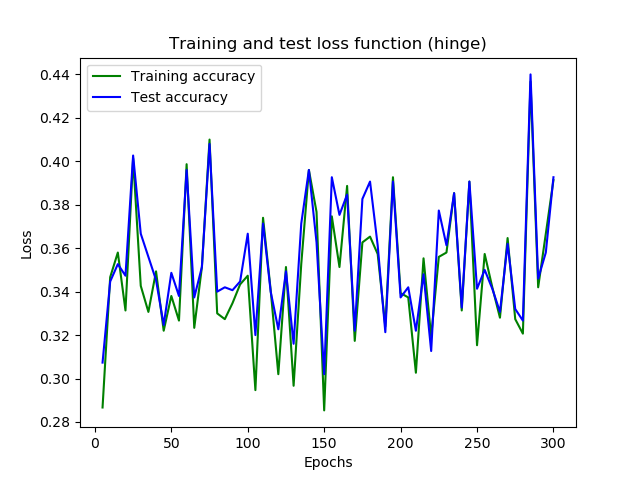 Training and test loss function (hinge)
Training accuracy
Test accuracy
0.44
0.42
0.40
0.38
0.36
0.34
0.32
0.30
0.28
Loss
0 50 100 150 200 250 300
Epochs